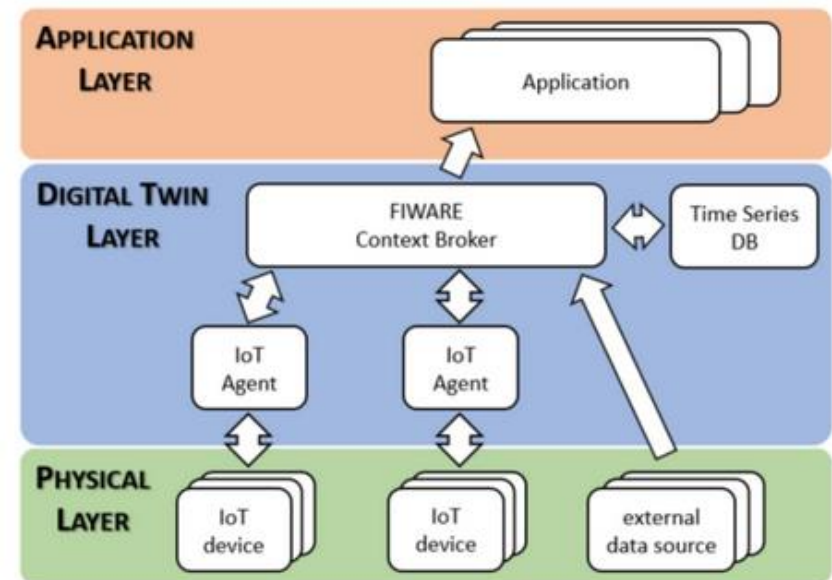 APPLICATION
LAYER
Application
DIGITAL TWIN
LAYER
FIWARE
Context Broker
Time Series
DB
IoT
Agent
IoT
Agent
PHYSICAL
LAYER
IoT
device
IoT
device
external
data source